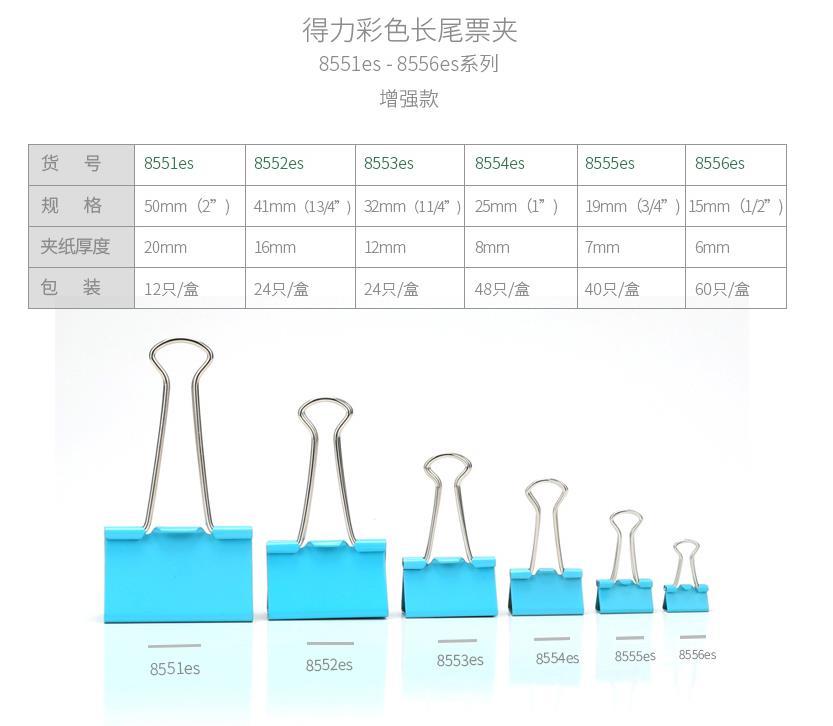 得力彩色长尾票夹
8551es - 8556es系列
增强款
货 号 8551es 8552es 8553es 8554es 8555es 8556es
规 格 50mm（2”） 41mm（13/4”） 32mm（11/4”） 25mm（1”） 19mm（3/4”） 15mm（1/2”）
夹纸厚度 20mm 16mm 12mm 8mm 7mm 6mm
包 装 12只/盒 24只/盒 24只/盒 48只/盒 40只/盒 60只/盒
8551es 8552es 8553es 8554es 8555es 8556es